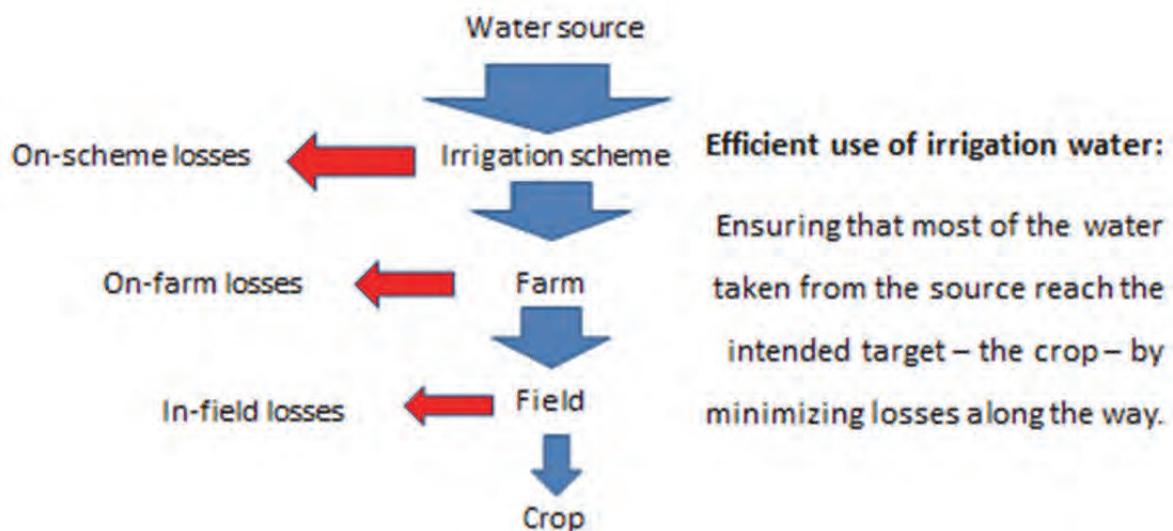 Water source
On-scheme losses
Irrigation scheme
On-farm losses
Farm
In-field losses
Field
Crop
Efficient use of irrigation water:
Ensuring that most of the water
taken from the source reach the
intended target – the crop – by
minimizing losses along the way.